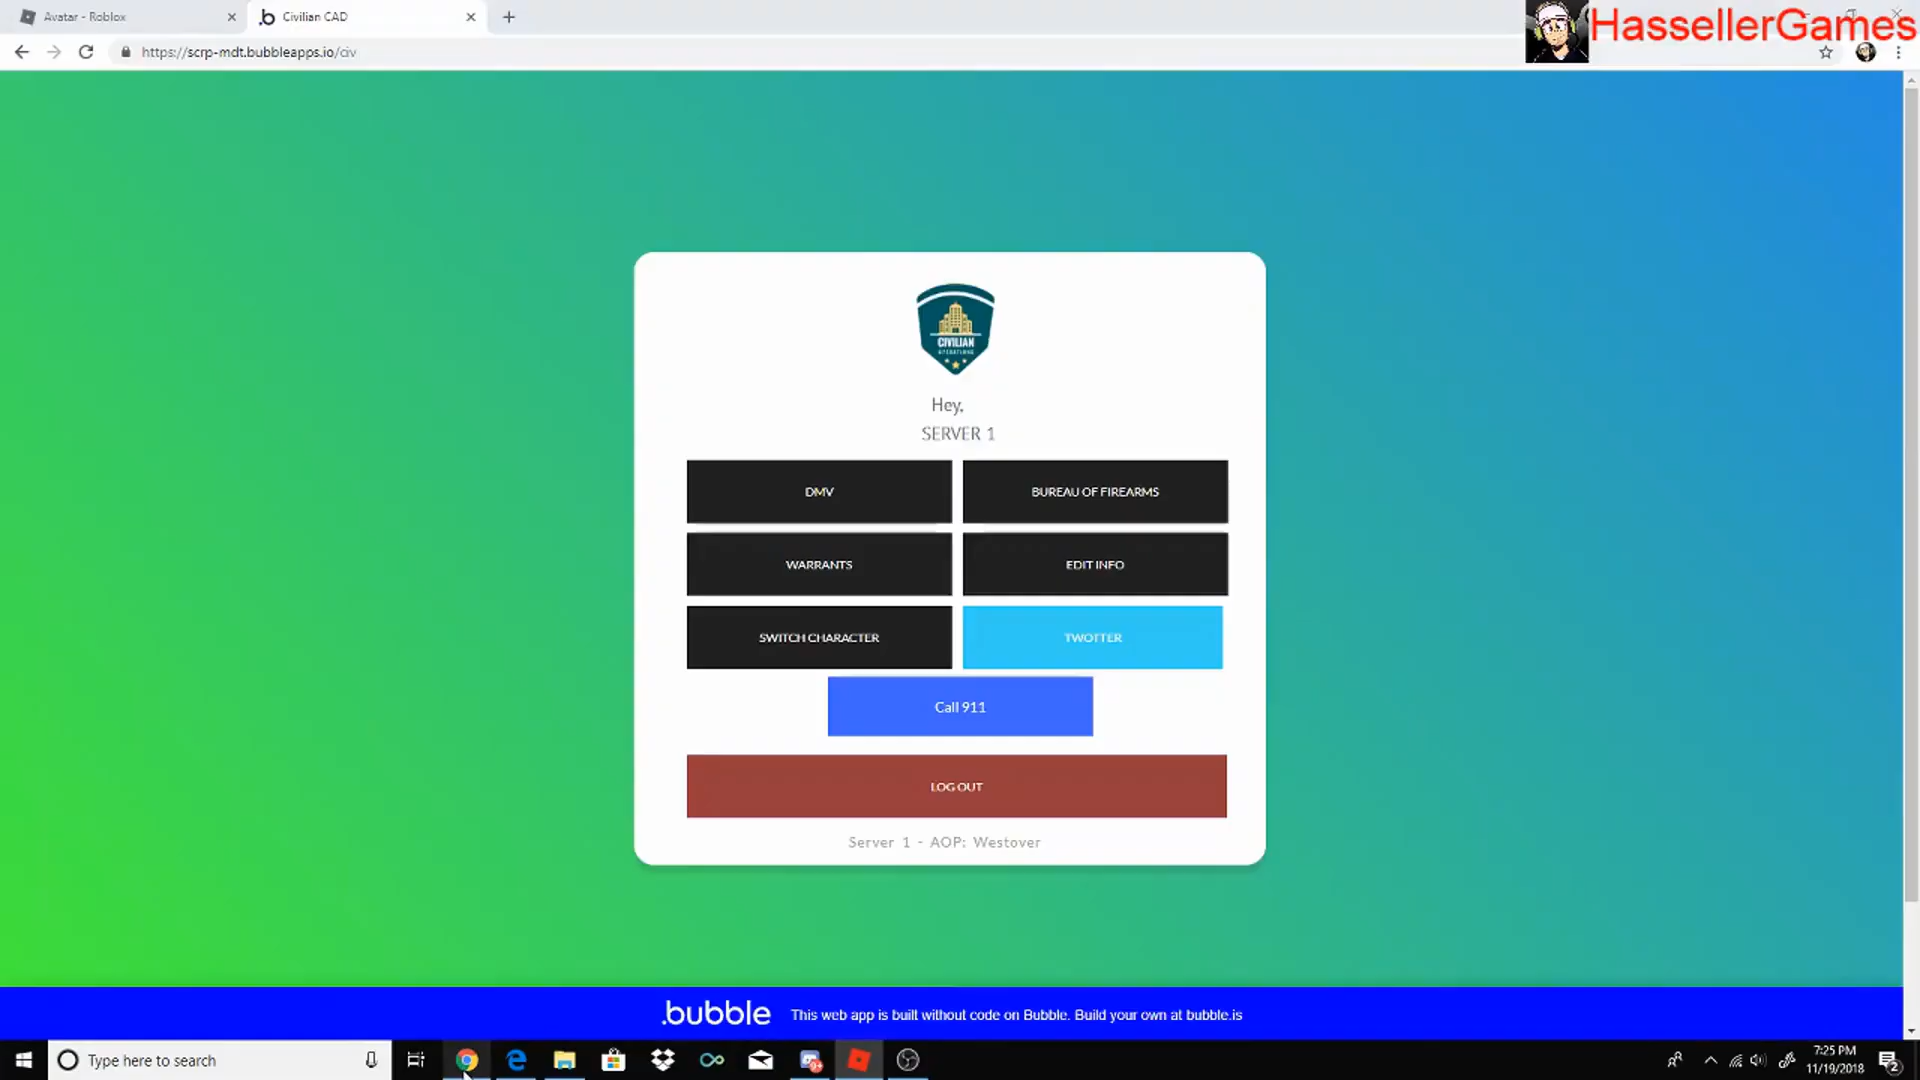 Avatar - Roblox
Civilian CAD
HassellerGames
https://scrp-mdt.bubbleapps.io/civ
CIVILIAN
OPERATIONS
Hey,
SERVER 1
DMV
BUREAU OF FIREARMS
WARRANTS
EDIT INFO
SWITCH CHARACTER
TWOTTER
Call 911
LOG OUT
Server 1 - AOP: Westover
.bubble
This web app is built without code on Bubble. Build your own at bubble.is
Type here to search
7:25 PM
11/19/2018
2